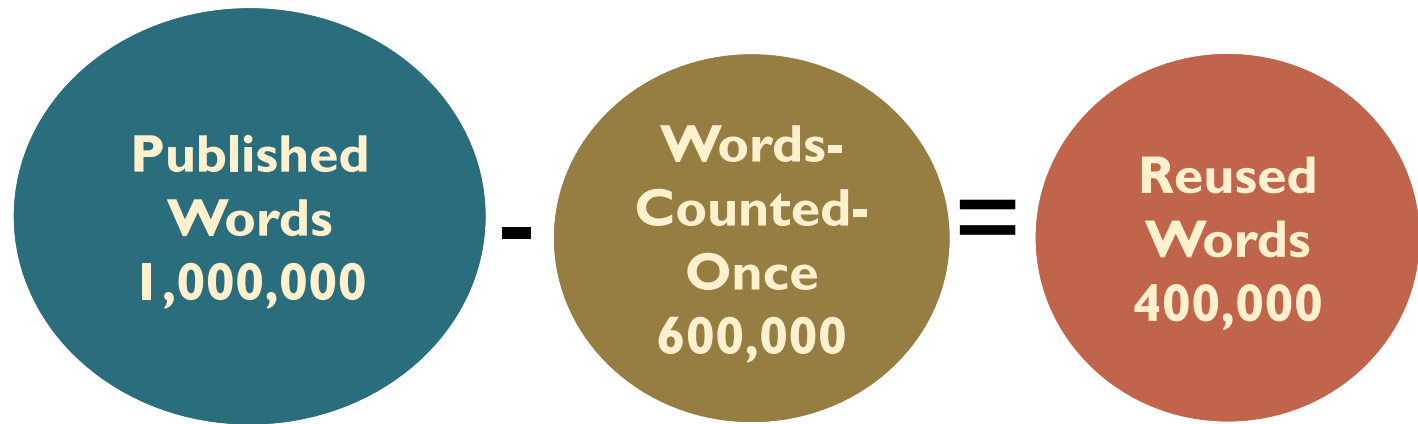 Published
Words
1,000,000
-
Words-
Counted-
Once
600,000
=
Reused
Words
400,000